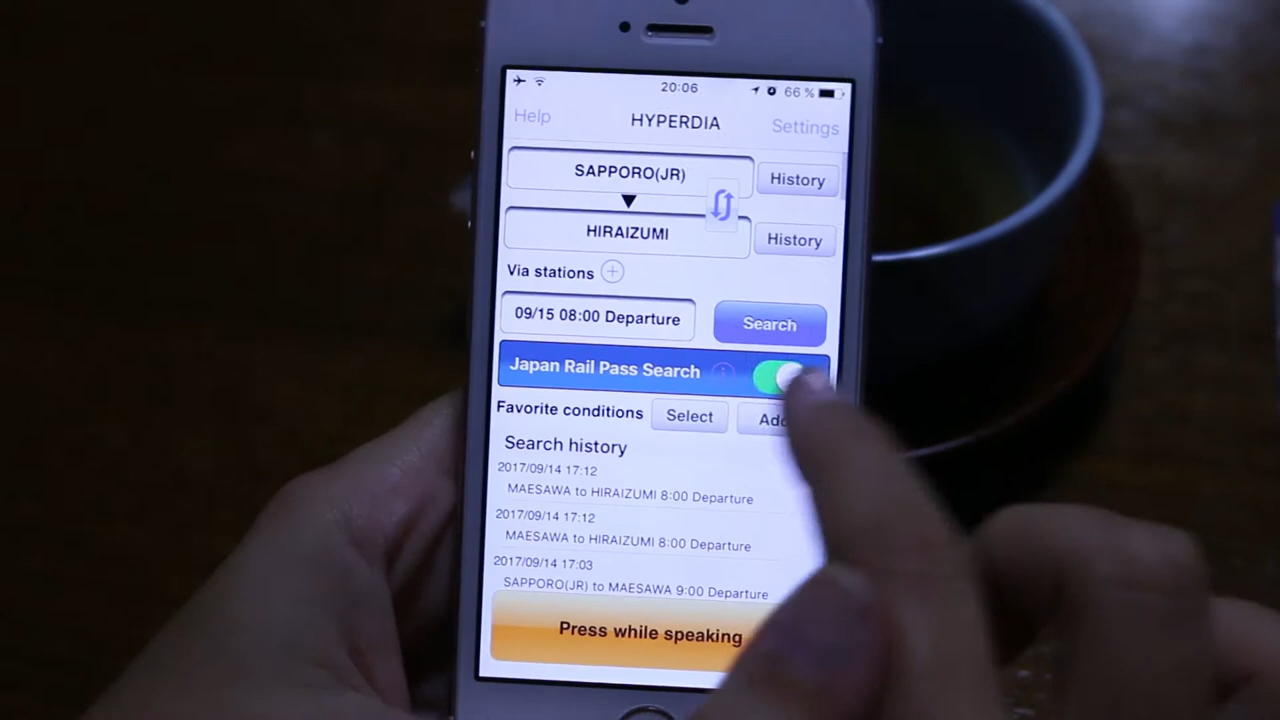 20:06 66 %
Help HYPERDIA Settings
SAPPORO(JR) History
HIRAIZUMI History
Via stations
09/15 08:00 Departure Search
Japan Rail Pass Search
Favorite conditions Select
Search history
2017/09/14 17:12
MAESAWA to HIRAIZUMI 8:00 Departure
2017/09/14 17:12
MAESAWA to HIRAIZUMI 8:00 Departure
2017/09/14 17:03
SAPPORO(JR) to MAESAWA 9:00 Departure
Press while speaking